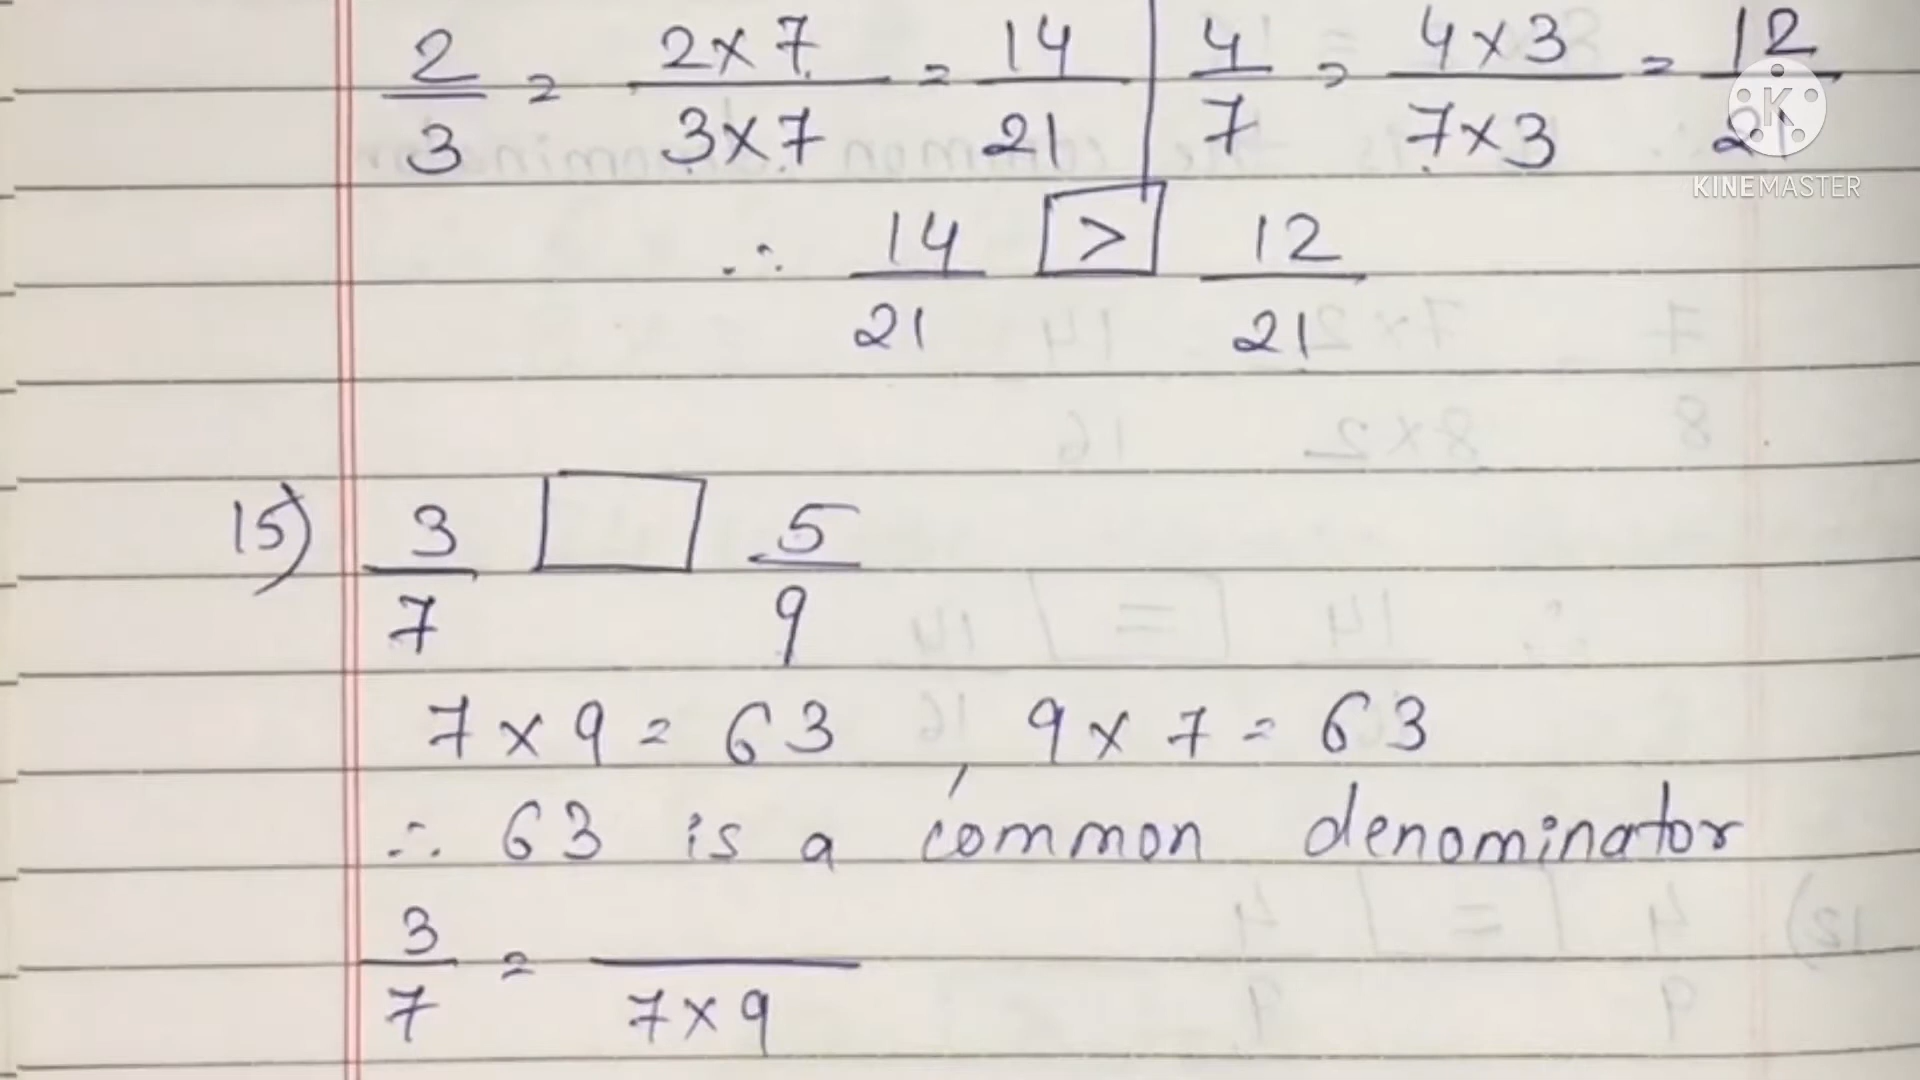 2/3 = 2×7/3×7 = 14/21 | 4/7 = 4×3/7×3 = 12/21
KINEMASTER
∴ 14/21 > 12/21
15) 3/7 □ 5/9
7×9 = 63, 9×7 = 63
∴ 63 is a common denominator
3/7 = /7×9